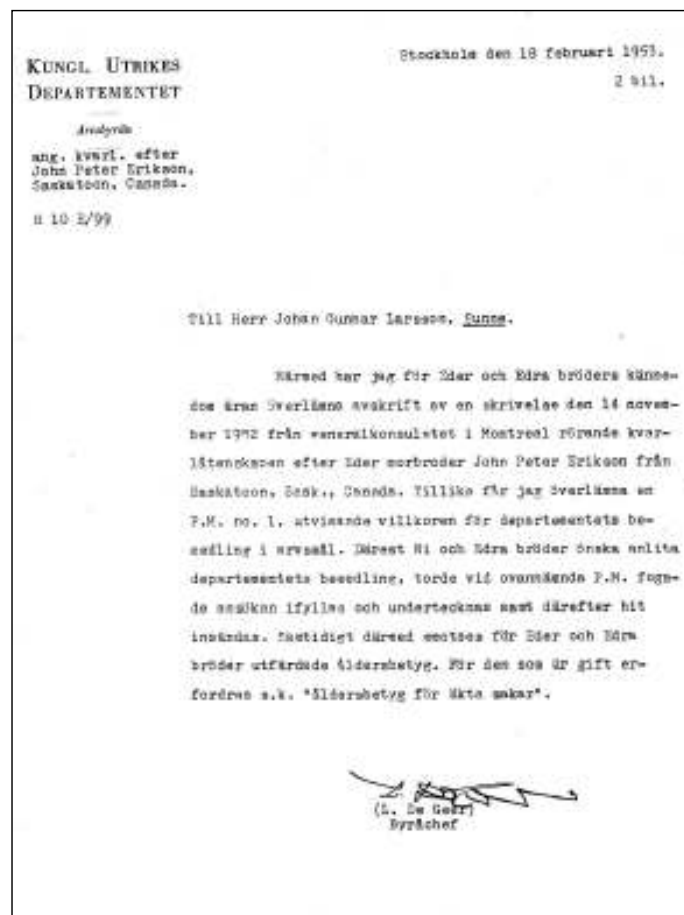 KUNGL. UTRIKES
DEPARTEMENTET
Stockholm den 18 februari 1953.
2 bil.
Arvsbyrån
ang. kvarl. efter
John Peter Erikson,
Saskatoon, Canada.
10 E/99
Till Herr Johan Gunnar Larsson, Sunne.
Härmed har jag för Eder och Edra bröders känne-
dom äran överlämna avskrift av en skrivelse den 14 novem-
ber 1952 från generalkonsulatet i Montreal rörande kvar-
låtenskapen efter Eder morbroder John Peter Erikson från
Saskatoon, Sask., Canada. Tillika får jag överlämna en
P.M. no. 1, utvisande villkoren för departementets be-
medling i arvsmål. Därest Ni och Edra bröder önska anlita
departementets bemedling, torde vid ovannämnda P.M. fogа-
de ansökan ifyllas och undertecknas samt därefter hit
insändas. Samtidigt därmed emotses för Eder och Edra
bröder utfärdade åldersbetyg. För den som är gift er-
fordras s.k. "åldersbetyg för äkta makar".
(L. De Geer)
Byråchef